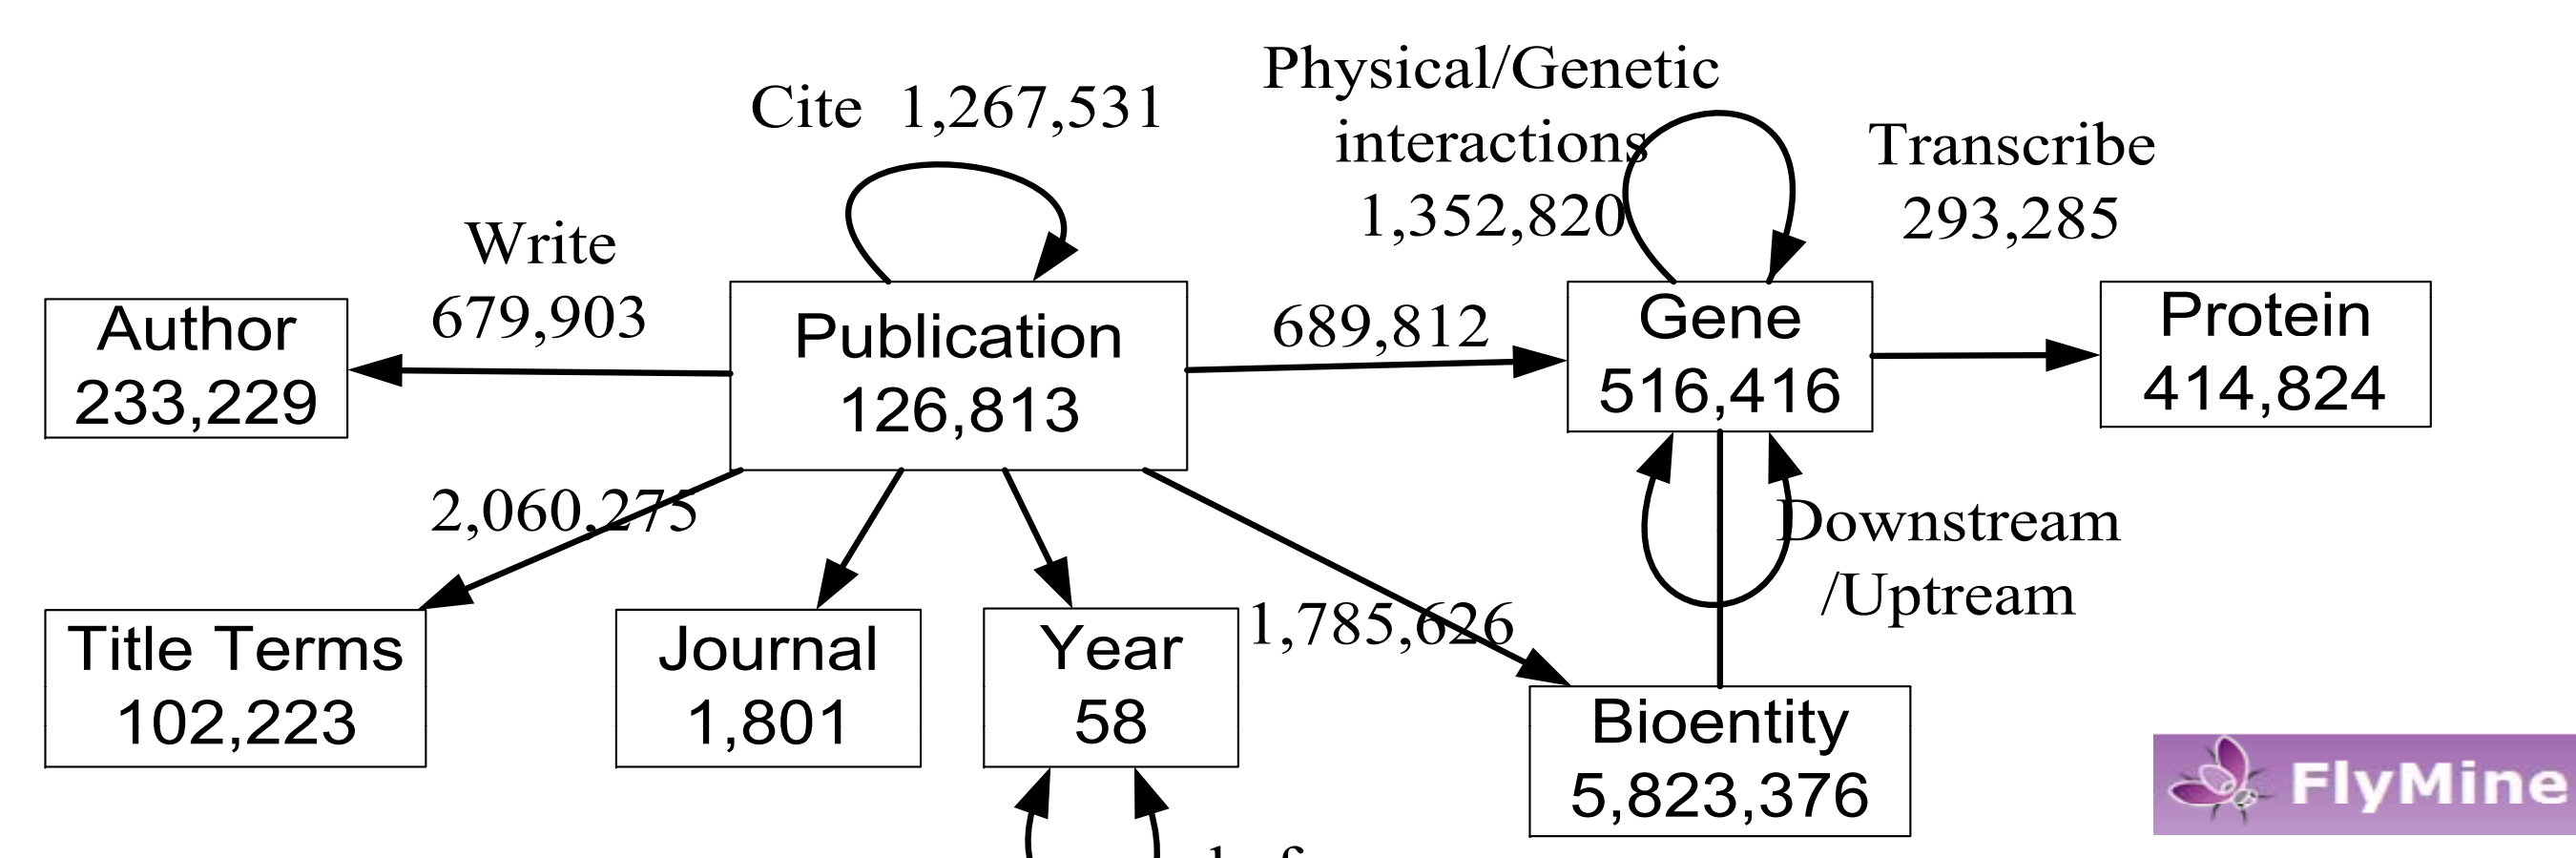 Physical/Genetic
interactions
1,352,820
Cite 1,267,531
Transcribe
293,285
Write
679,903
Author
233,229
Publication
126,813
689,812
Gene
516,416
Protein
414,824
2,060,275
Downstream
/Uptream
1,785,626
Title Terms
102,223
Journal
1,801
Year
58
Bioentity
5,823,376
FlyMine